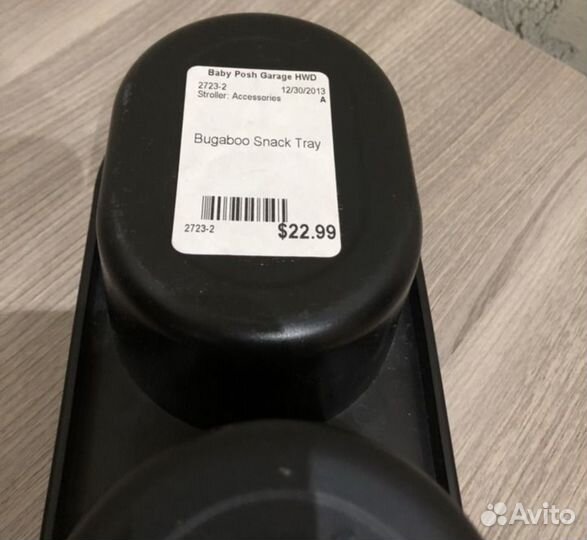 Baby Posh Garage HWD
2723-2 12/30/2013
Stroller: Accessories A
Bugaboo Snack Tray
2723-2 $22.99
Avito